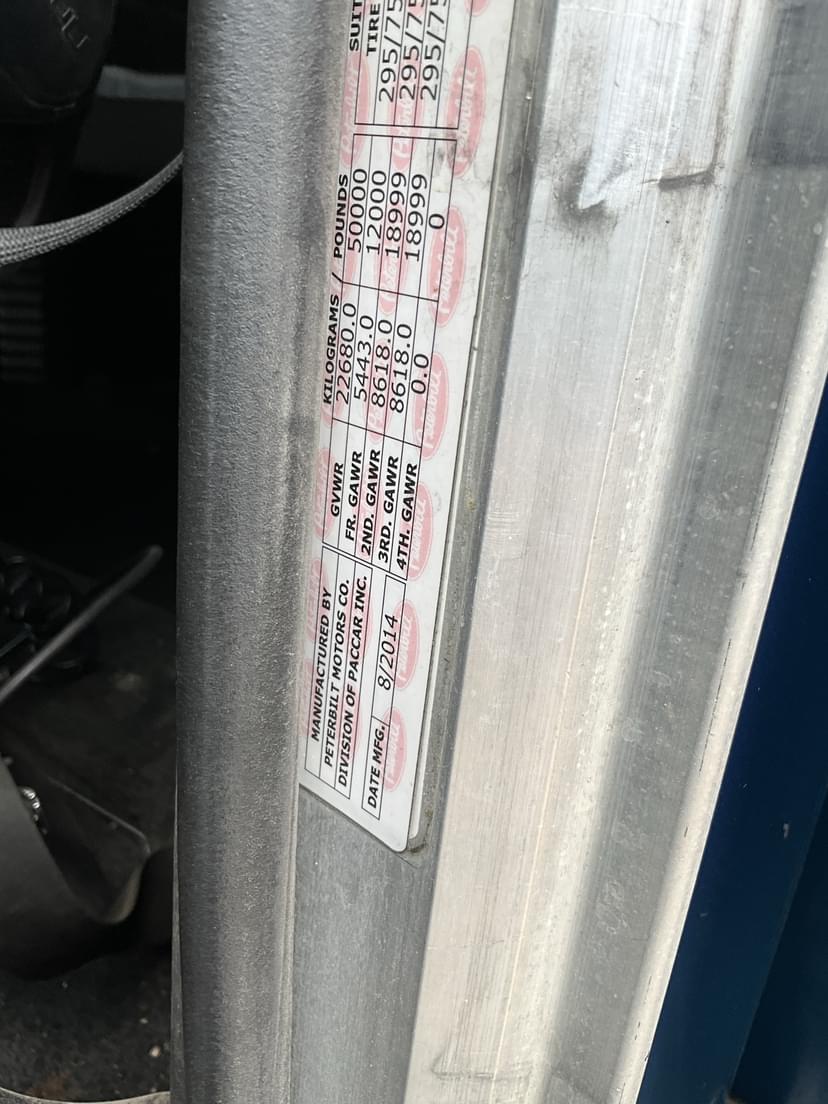 MANUFACTURED BY
PETERBILT MOTORS CO.
DIVISION OF PACCAR INC.
DATE MFG. 8/2014
KILOGRAMS / POUNDS
GVWR 22680.0 50000
FR. GAWR 5443.0 12000
2ND. GAWR 8618.0 18999
3RD. GAWR 8618.0 18999
4TH. GAWR 0.0 0
SUIT
TIRE
295/75
295/75
295/75
Peterbilt